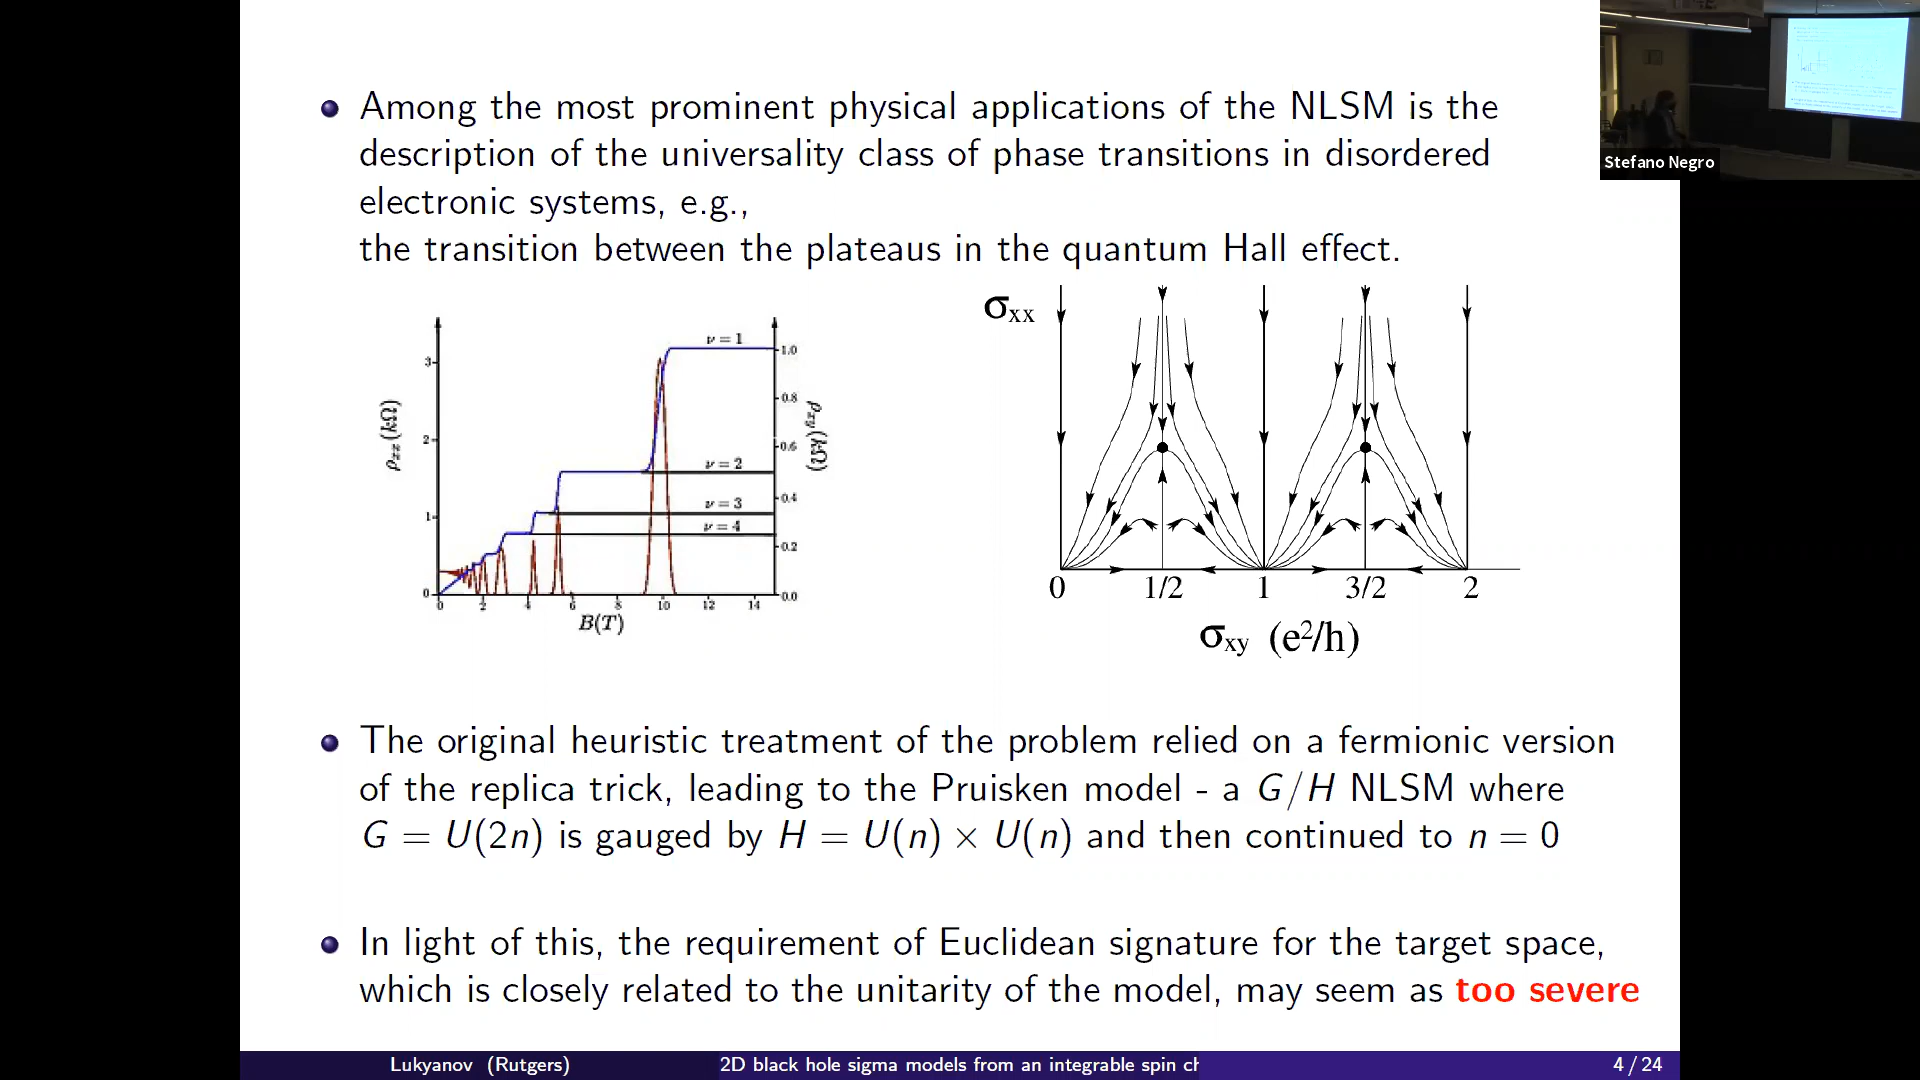 Among the most prominent physical applications of the NLSM is the
description of the universality class of phase transitions in disordered
electronic systems, e.g.,
the transition between the plateaus in the quantum Hall effect.
Stefano Negro
ρxx (kΩ)
3
2
1
0
ν = 1
ν = 2
ν = 3
ν = 4
1.0
0.8
0.6
0.4
0.2
0.0
ρxy (kΩ)
0 2 4 6 8 10 12 14
B(T)
σxx
0 1/2 1 3/2 2
σxy (e²/h)
The original heuristic treatment of the problem relied on a fermionic version
of the replica trick, leading to the Pruisken model - a G/H NLSM where
G = U(2n) is gauged by H = U(n) × U(n) and then continued to n = 0
In light of this, the requirement of Euclidean signature for the target space,
which is closely related to the unitarity of the model, may seem as too severe
Lukyanov (Rutgers) 2D black hole sigma models from an integrable spin ch 4 / 24